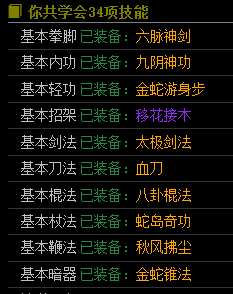 你共学会34项技能
基本拳脚 已装备：六脉神剑
基本内功 已装备：九阴神功
基本轻功 已装备：金蛇游身步
基本招架 已装备：移花接木
基本剑法 已装备：太极剑法
基本刀法 已装备：血刀
基本棍法 已装备：八卦棍法
基本杖法 已装备：蛇岛奇功
基本鞭法 已装备：秋风拂尘
基本暗器 已装备：金蛇锥法